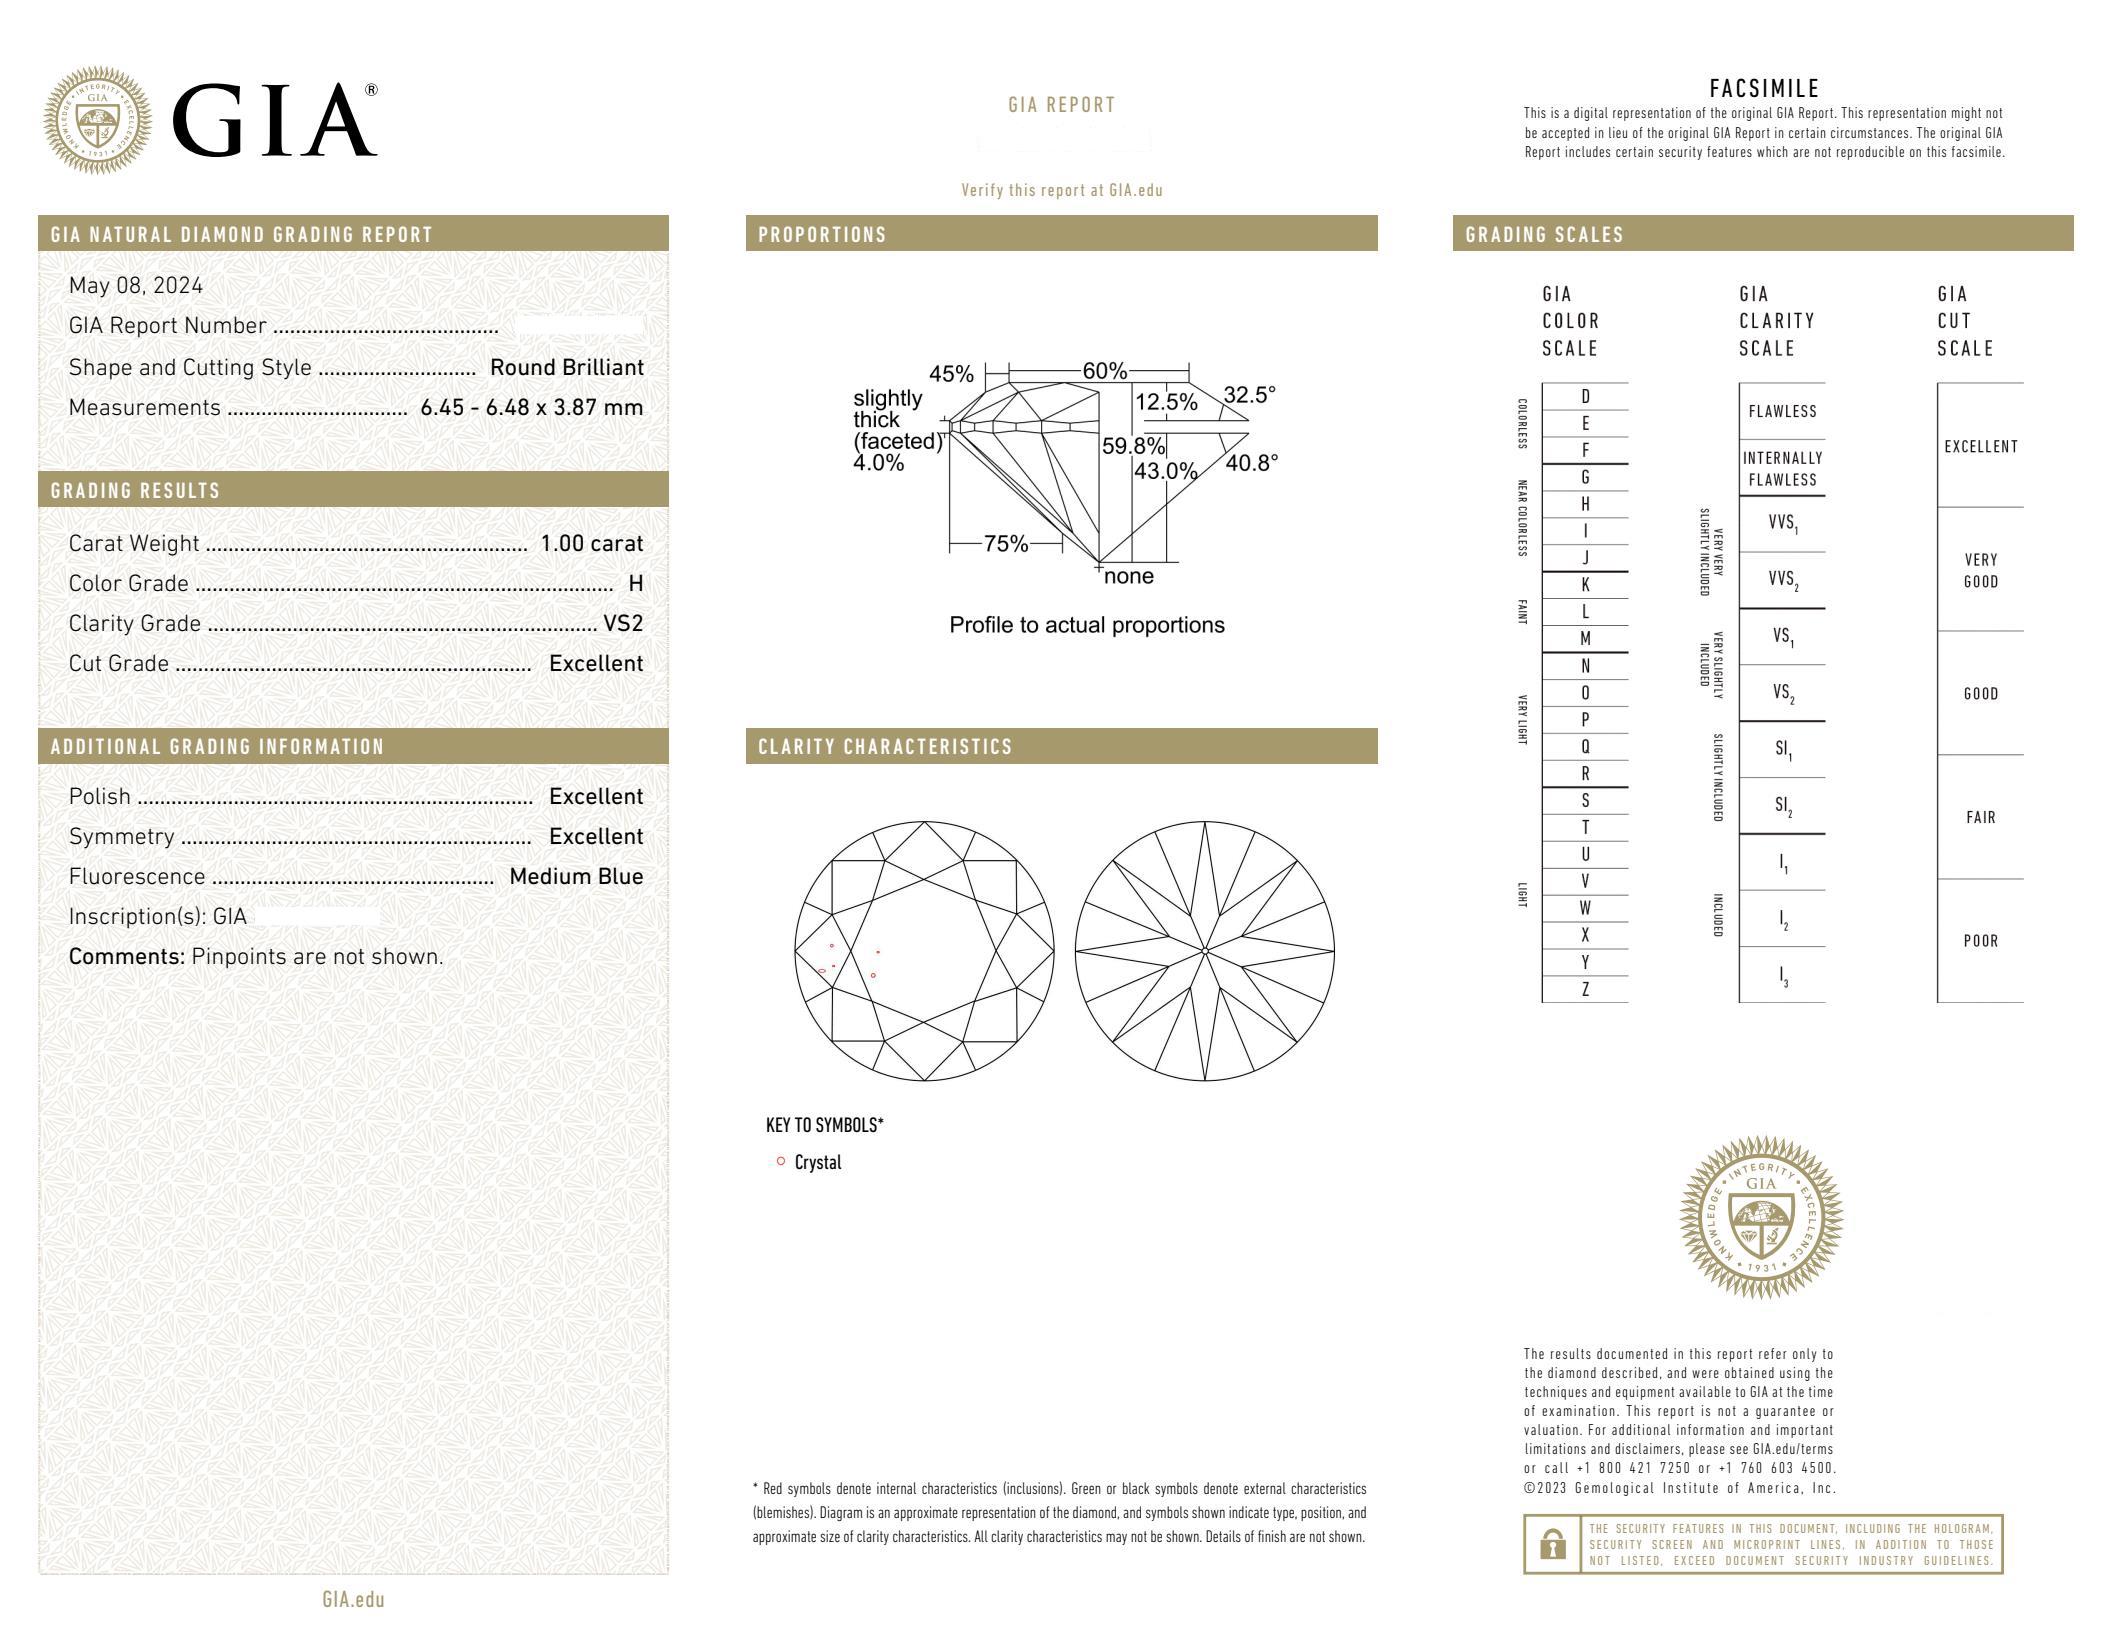 GIA®
GIA NATURAL DIAMOND GRADING REPORT
May 08, 2024
GIA Report Number ........................................
Shape and Cutting Style ............................ Round Brilliant
Measurements ................................ 6.45 - 6.48 x 3.87 mm
GRADING RESULTS
Carat Weight ......................................................... 1.00 carat
Color Grade .......................................................................... H
Clarity Grade ..................................................................... VS2
Cut Grade ............................................................... Excellent
ADDITIONAL GRADING INFORMATION
Polish ...................................................................... Excellent
Symmetry .............................................................. Excellent
Fluorescence .................................................. Medium Blue
Inscription(s): GIA
Comments: Pinpoints are not shown.
GIA.edu
GIA REPORT
Verify this report at GIA.edu
PROPORTIONS
45%
60%
slightly
thick
(faceted)
4.0%
12.5%
32.5°
59.8%
43.0%
40.8°
75%
none
Profile to actual proportions
CLARITY CHARACTERISTICS
KEY TO SYMBOLS*
Crystal
* Red symbols denote internal characteristics (inclusions). Green or black symbols denote external characteristics
(blemishes). Diagram is an approximate representation of the diamond, and symbols shown indicate type, position, and
approximate size of clarity characteristics. All clarity characteristics may not be shown. Details of finish are not shown.
FACSIMILE
This is a digital representation of the original GIA Report. This representation might not
be accepted in lieu of the original GIA Report in certain circumstances. The original GIA
Report includes certain security features which are not reproducible on this facsimile.
GRADING SCALES
GIA
COLOR
SCALE
COLORLESS
D
E
F
NEAR COLORLESS
G
H
I
J
FAINT
K
L
M
VERY LIGHT
N
O
P
Q
R
LIGHT
S
T
U
V
W
X
Y
Z
GIA
CLARITY
SCALE
FLAWLESS
INTERNALLY
FLAWLESS
VERY VERY
SLIGHTLY INCLUDED
VVS1
VVS2
VERY SLIGHTLY
INCLUDED
VS1
VS2
SLIGHTLY INCLUDED
SI1
SI2
INCLUDED
I1
I2
I3
GIA
CUT
SCALE
EXCELLENT
VERY
GOOD
GOOD
FAIR
POOR
KNOWLEDGE • INTEGRITY • EXCELLENCE
GIA
• 1931 •
The results documented in this report refer only to
the diamond described, and were obtained using the
techniques and equipment available to GIA at the time
of examination. This report is not a guarantee or
valuation. For additional information and important
limitations and disclaimers, please see GIA.edu/terms
or call +1 800 421 7250 or +1 760 603 4500.
©2023 Gemological Institute of America, Inc.
THE SECURITY FEATURES IN THIS DOCUMENT, INCLUDING THE HOLOGRAM,
SECURITY SCREEN AND MICROPRINT LINES, IN ADDITION TO THOSE
NOT LISTED, EXCEED DOCUMENT SECURITY INDUSTRY GUIDELINES.